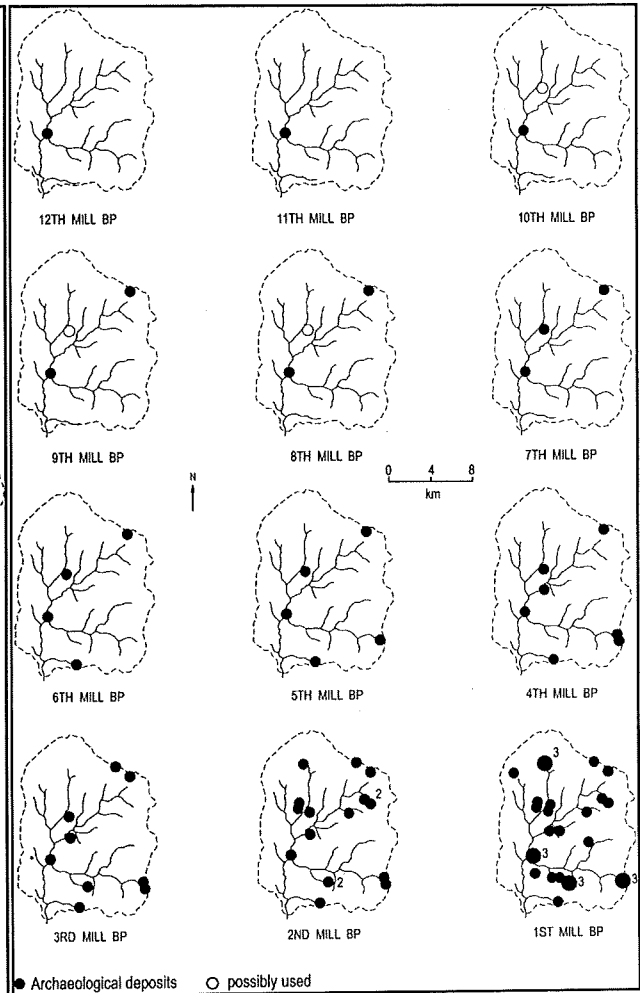 12TH MILL BP
11TH MILL BP
10TH MILL BP
9TH MILL BP
8TH MILL BP
7TH MILL BP
N
0 4 8
km
6TH MILL BP
5TH MILL BP
4TH MILL BP
3
2
3
2
3
3
3RD MILL BP
2ND MILL BP
1ST MILL BP
Archaeological deposits
possibly used